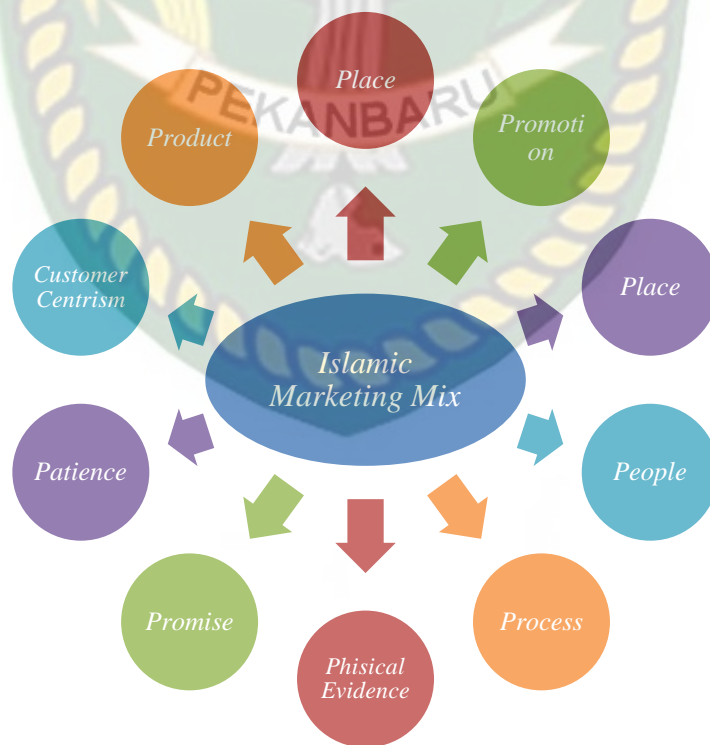 PEKANBARU
Place
Promoti
on
Place
People
Process
Phisical
Evidence
Promise
Patience
Customer
Centrism
Product
Islamic
Marketing Mix